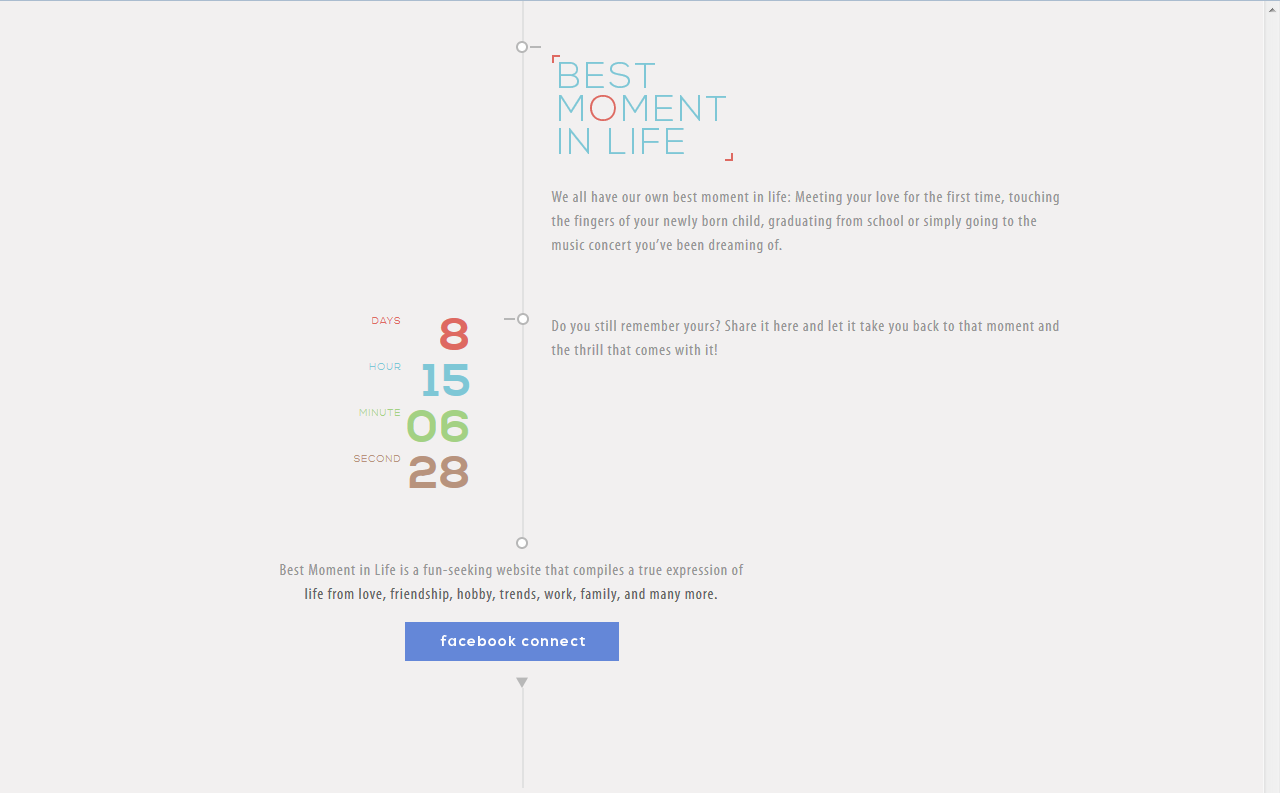 BEST
MOMENT
IN LIFE
We all have our own best moment in life: Meeting your love for the first time, touching
the fingers of your newly born child, graduating from school or simply going to the
music concert you’ve been dreaming of.
DAYS 8
HOUR 15
MINUTE 06
SECOND 28
Do you still remember yours? Share it here and let it take you back to that moment and
the thrill that comes with it!
Best Moment in Life is a fun-seeking website that compiles a true expression of
life from love, friendship, hobby, trends, work, family, and many more.
facebook connect